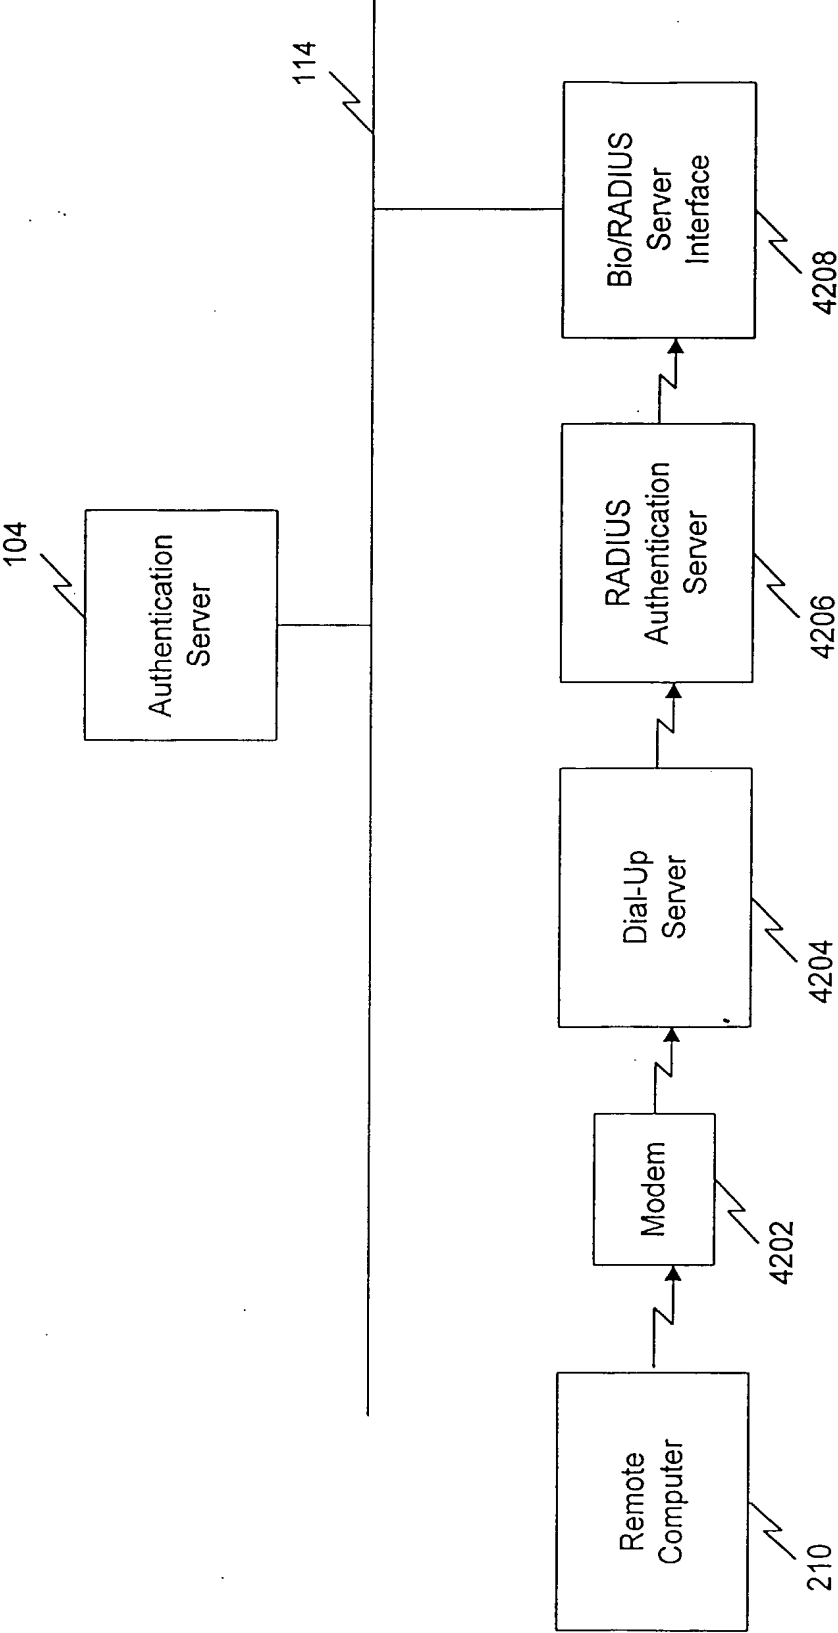 104
Authentication
Server
114
Remote
Computer
210
Modem
4202
Dial-Up
Server
4204
RADIUS
Authentication
Server
4206
Bio/RADIUS
Server
Interface
4208